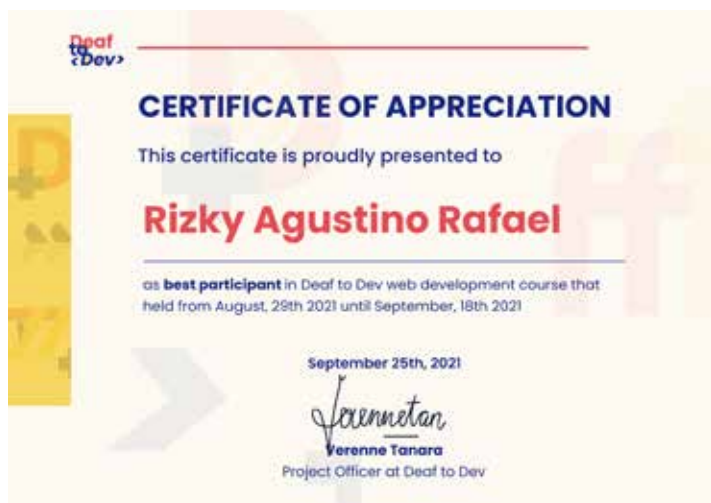 Deaf
to
<Dev>
CERTIFICATE OF APPRECIATION
This certificate is proudly presented to
Rizky Agustino Rafael
as best participant in Deaf to Dev web development course that
held from August, 29th 2021 until September, 18th 2021
September 25th, 2021
Verennetan
Verenne Tanara
Project Officer at Deaf to Dev